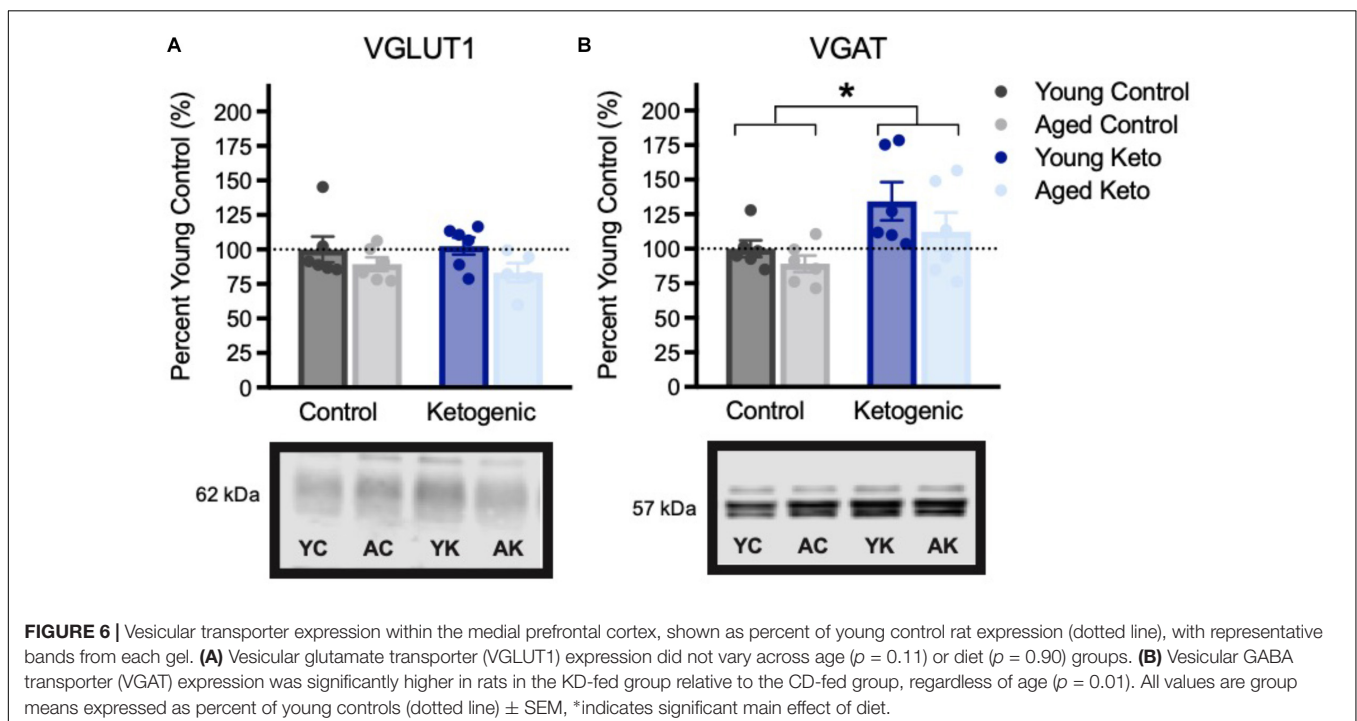 A
VGLUT1
Percent Young Control (%)
200
175
150
125
100
75
50
25
0
Control
Ketogenic
62 kDa
YC AC YK AK
B
VGAT
Percent Young Control (%)
200
175
150
125
100
75
50
25
0
*
Control
Ketogenic
57 kDa
YC AC YK AK
Young Control
Aged Control
Young Keto
Aged Keto
FIGURE 6 | Vesicular transporter expression within the medial prefrontal cortex, shown as percent of young control rat expression (dotted line), with representative
bands from each gel. (A) Vesicular glutamate transporter (VGLUT1) expression did not vary across age (p = 0.11) or diet (p = 0.90) groups. (B) Vesicular GABA
transporter (VGAT) expression was significantly higher in rats in the KD-fed group relative to the CD-fed group, regardless of age (p = 0.01). All values are group
means expressed as percent of young controls (dotted line) ± SEM, *indicates significant main effect of diet.